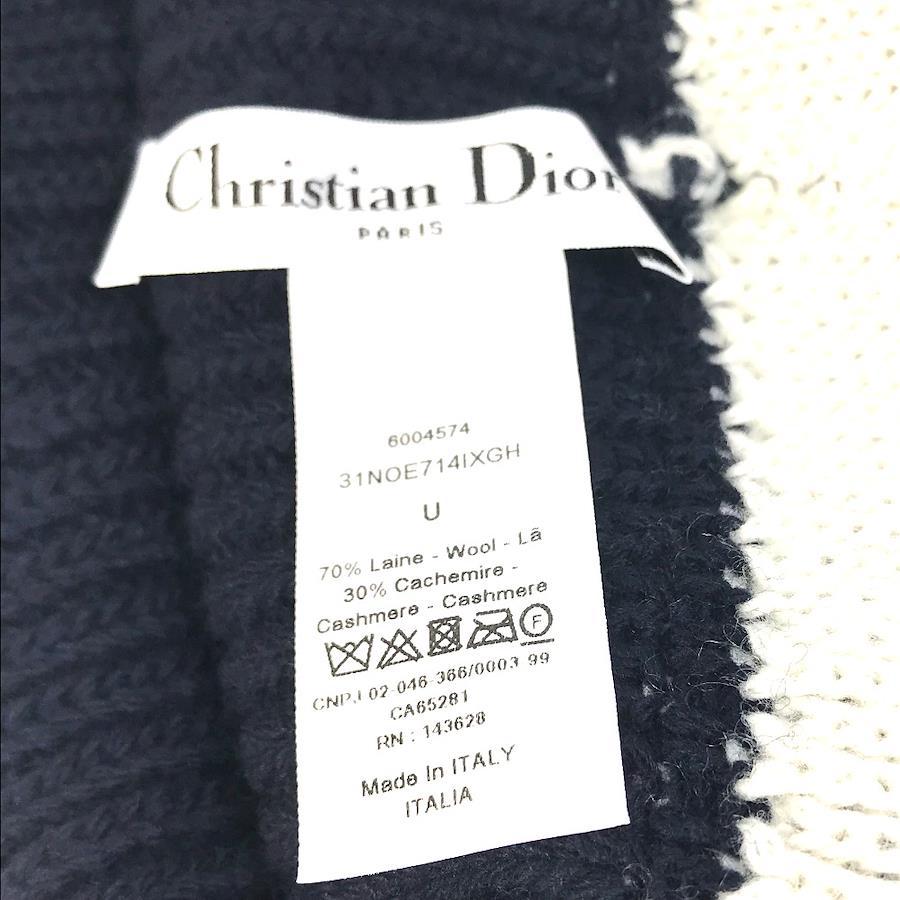 Christian Dior
PARIS
6004574
31NOE714IXGH
U
70% Laine - Wool - Lã
30% Cachemire -
Cashmere - Cashmere
F
CNPJ 02-046-366/0003 99
CA65281
RN : 143628
Made In ITALY
ITALIA